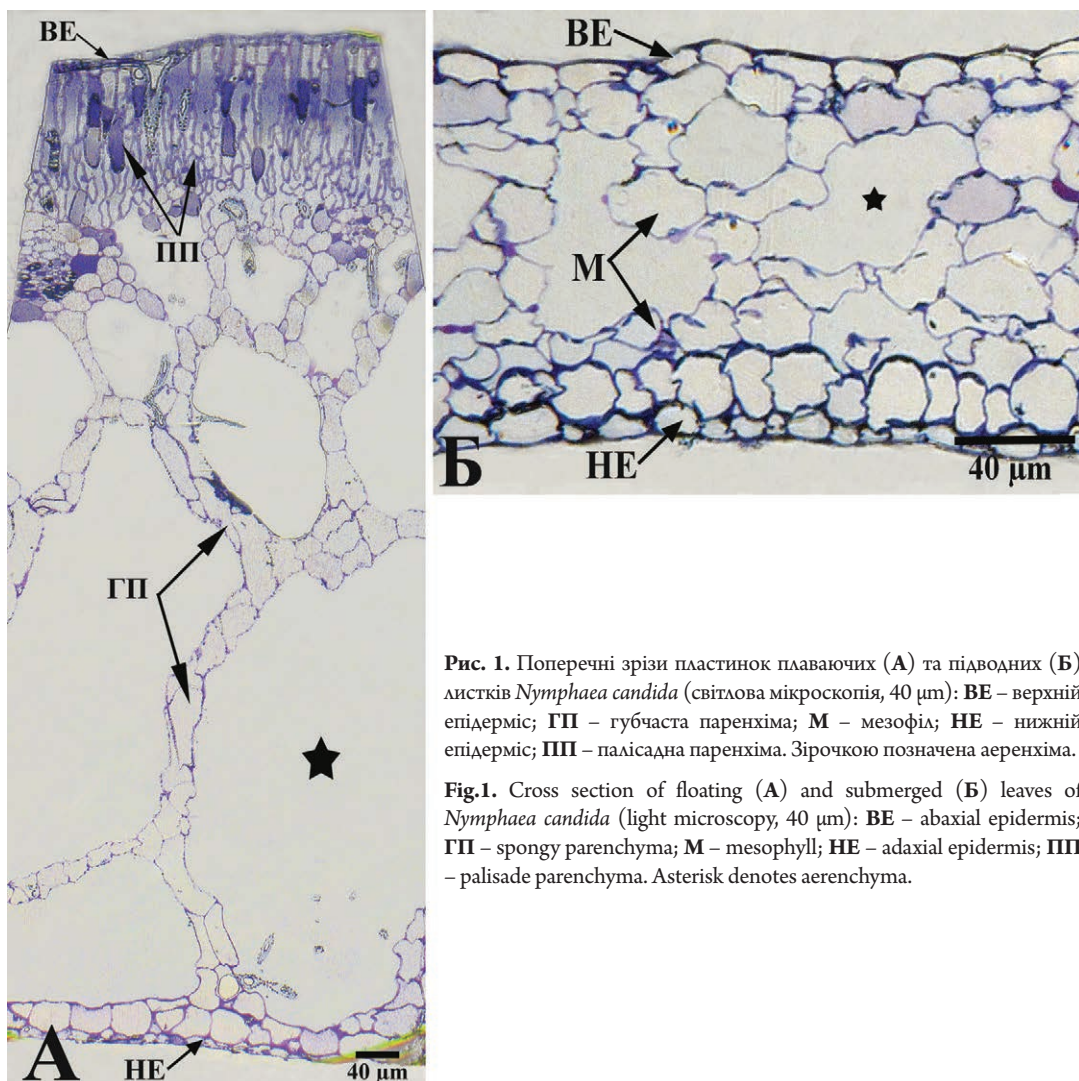 ВЕ
ПП
ГП
А
НЕ
40 µm
ВЕ
М
Б
НЕ
40 µm
Рис. 1. Поперечні зрізи пластинок плаваючих (А) та підводних (Б)
листків Nymphaea candida (світлова мікроскопія, 40 µm): ВЕ – верхній
епідерміс; ГП – губчаста паренхіма; М – мезофіл; НЕ – нижній
епідерміс; ПП – палісадна паренхіма. Зірочкою позначена аеренхіма.
Fig.1. Cross section of floating (А) and submerged (Б) leaves of
Nymphaea candida (light microscopy, 40 µm): ВЕ – abaxial epidermis;
ГП – spongy parenchyma; М – mesophyll; НЕ – adaxial epidermis; ПП
– palisade parenchyma. Asterisk denotes aerenchyma.